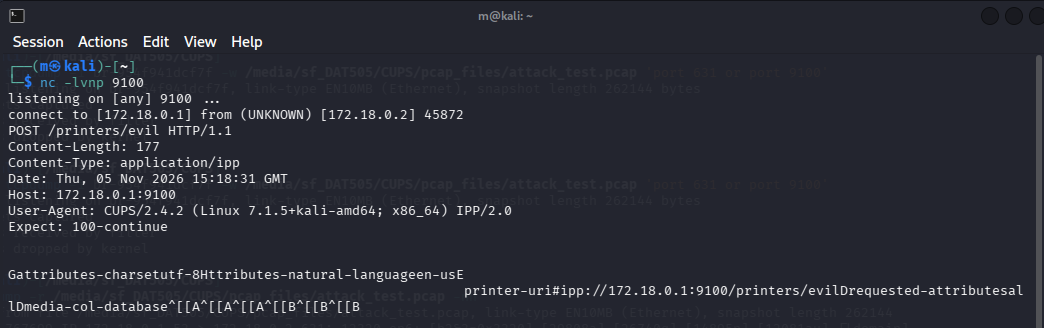 m@kali: ~
Session Actions Edit View Help
┌──(m㉿kali)-[~]
└─$ nc -lvnp 9100
listening on [any] 9100 ...
connect to [172.18.0.1] from (UNKNOWN) [172.18.0.2] 45872
POST /printers/evil HTTP/1.1
Content-Length: 177
Content-Type: application/ipp
Date: Thu, 05 Nov 2026 15:18:31 GMT
Host: 172.18.0.1:9100
User-Agent: CUPS/2.4.2 (Linux 7.1.5+kali-amd64; x86_64) IPP/2.0
Expect: 100-continue
Gattributes-charsetutf-8Httributes-natural-languageen-usE
printer-uri#ipp://172.18.0.1:9100/printers/evilDrequested-attributesal
lDmedia-col-database^[[A^[[A^[[A^[[B^[[B^[[B